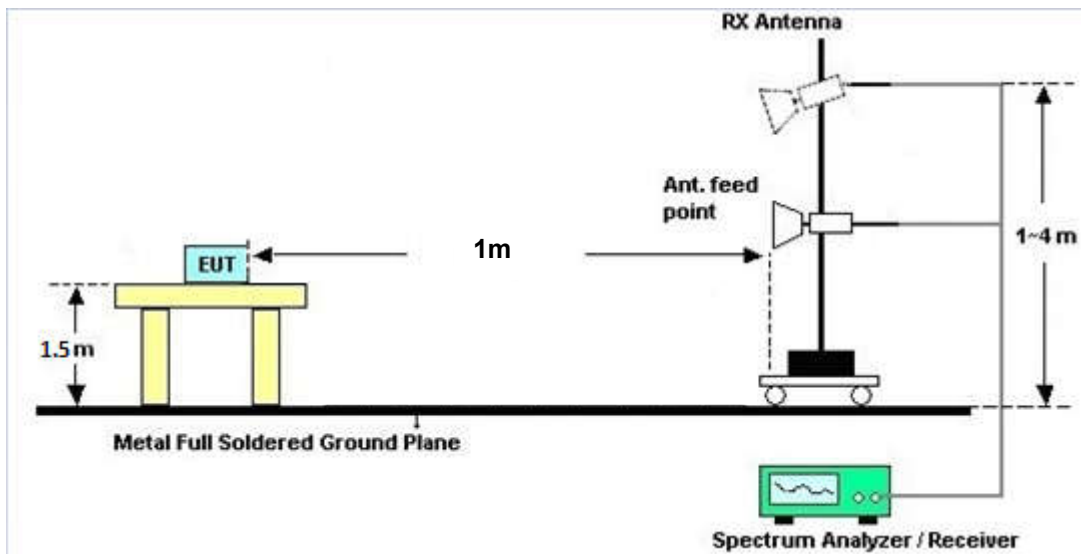 RX Antenna
Ant. feed
point
1m
1~4 m
EUT
1.5 m
Metal Full Soldered Ground Plane
Spectrum Analyzer / Receiver